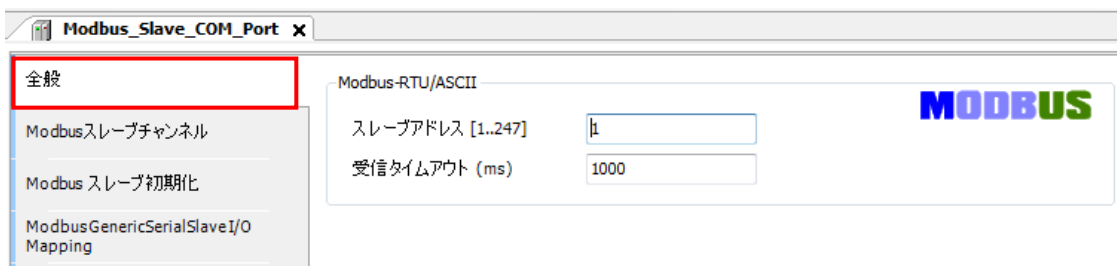 Modbus_Slave_COM_Port X
全般
Modbusスレーブチャンネル
Modbus スレーブ初期化
ModbusGenericSerialSlaveI/O
Mapping
Modbus-RTU/ASCII
MODBUS
スレーブアドレス [1..247] 1
受信タイムアウト (ms) 1000